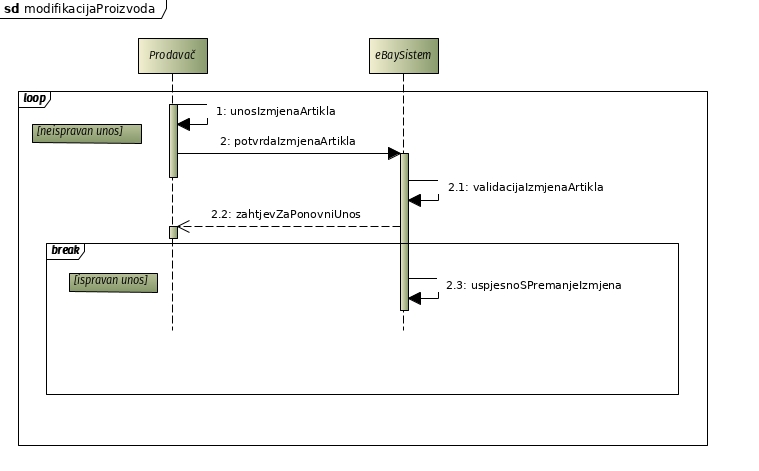 sd modifikacijaProizvoda
Prodavač
eBaySistem
loop
1: unosIzmjenaArtikla
[neispravan unos]
2: potvrdaIzmjenaArtikla
2.1: validacijaIzmjenaArtikla
2.2: zahtjevZaPonovniUnos
break
[ispravan unos]
2.3: uspjesnoSPremanjeIzmjena